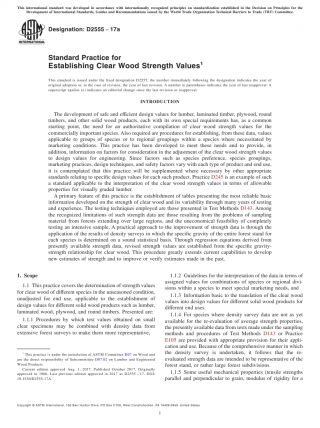 This international standard was developed in accordance with internationally recognized principles on standardization established in the Decision on Principles for the
Development of International Standards, Guides and Recommendations issued by the World Trade Organization Technical Barriers to Trade (TBT) Committee.
Designation: D2555 − 17a
INTERNATIONAL
Standard Practice for
Establishing Clear Wood Strength Values¹
This standard is issued under the fixed designation D2555; the number immediately following the designation indicates the year of
original adoption or, in the case of revision, the year of last revision. A number in parentheses indicates the year of last reapproval. A
superscript epsilon (ε) indicates an editorial change since the last revision or reapproval.
INTRODUCTION
The development of safe and efficient design values for lumber, laminated timber, plywood, round
timbers, and other solid wood products, each with its own special requirements has, as a common
starting point, the need for an authoritative compilation of clear wood strength values for the
commercially important species. Also required are procedures for establishing, from these data, values
applicable to groups of species or to regional groupings within a species where necessitated by
marketing conditions. This practice has been developed to meet these needs and to provide, in
addition, information on factors for consideration in the adjustment of the clear wood strength values
to design values for engineering. Since factors such as species preference, species groupings,
marketing practices, design techniques, and safety factors vary with each type of product and end use,
it is contemplated that this practice will be supplemented where necessary by other appropriate
standards relating to specific design values for each such product. Practice D245 is an example of such
a standard applicable to the interpretation of the clear wood strength values in terms of allowable
properties for visually graded lumber.
A primary feature of this practice is the establishment of tables presenting the most reliable basic
information developed on the strength of clear wood and its variability through many years of testing
and experience. The testing techniques employed are those presented in Test Methods D143. Among
the recognized limitations of such strength data are those resulting from the problems of sampling
material from forests extending over large regions, and the uneconomical feasibility of completely
testing an intensive sample. A practical approach to the improvement of strength data is through the
application of the results of density surveys in which the specific gravity of the entire forest stand for
each species is determined on a sound statistical basis. Through regression equations derived from
presently available strength data, revised strength values are established from the specific gravity-
strength relationship for clear wood. This procedure greatly extends current capabilities to develop
new estimates of strength and to improve or verify estimates made in the past.
1. Scope
1.1 This practice covers the determination of strength values
for clear wood of different species in the unseasoned condition,
unadjusted for end use, applicable to the establishment of
design values for different solid wood products such as lumber,
laminated wood, plywood, and round timbers. Presented are:
1.1.1 Procedures by which test values obtained on small
clear specimens may be combined with density data from
extensive forest surveys to make them more representative,
¹ This practice is under the jurisdiction of ASTM Committee D07 on Wood and
are the direct responsibility of Subcommittee D07.02 on Lumber and Engineered
Wood Products.
Current edition approved Aug. 1, 2017. Published October 2017. Originally
approved in 1966. Last previous edition approved in 2017 as D2555 – 17. DOI:
10.1520/D2555-17A.
1.1.2 Guidelines for the interpretation of the data in terms of
assigned values for combinations of species or regional divi-
sions within a species to meet special marketing needs, and
1.1.3 Information basic to the translation of the clear wood
values into design values for different solid wood products for
different end uses.
1.1.4 For species where density survey data are not as yet
available for the re-evaluation of average strength properties,
the presently available data from tests made under the sampling
methods and procedures of Test Methods D143 or Practice
E105 are provided with appropriate provision for their appli-
cation and use. Because of the comprehensive manner in which
the density survey is undertaken, it follows that the re-
evaluated strength data are intended to be representative of the
forest stand, or rather large forest subdivisions.
1.1.5 Some useful mechanical properties (tensile strengths
parallel and perpendicular to grain, modulus of rigidity for a
Copyright © ASTM International, 100 Barr Harbor Drive, PO Box C700, West Conshohocken, PA 19428-2959. United States
1